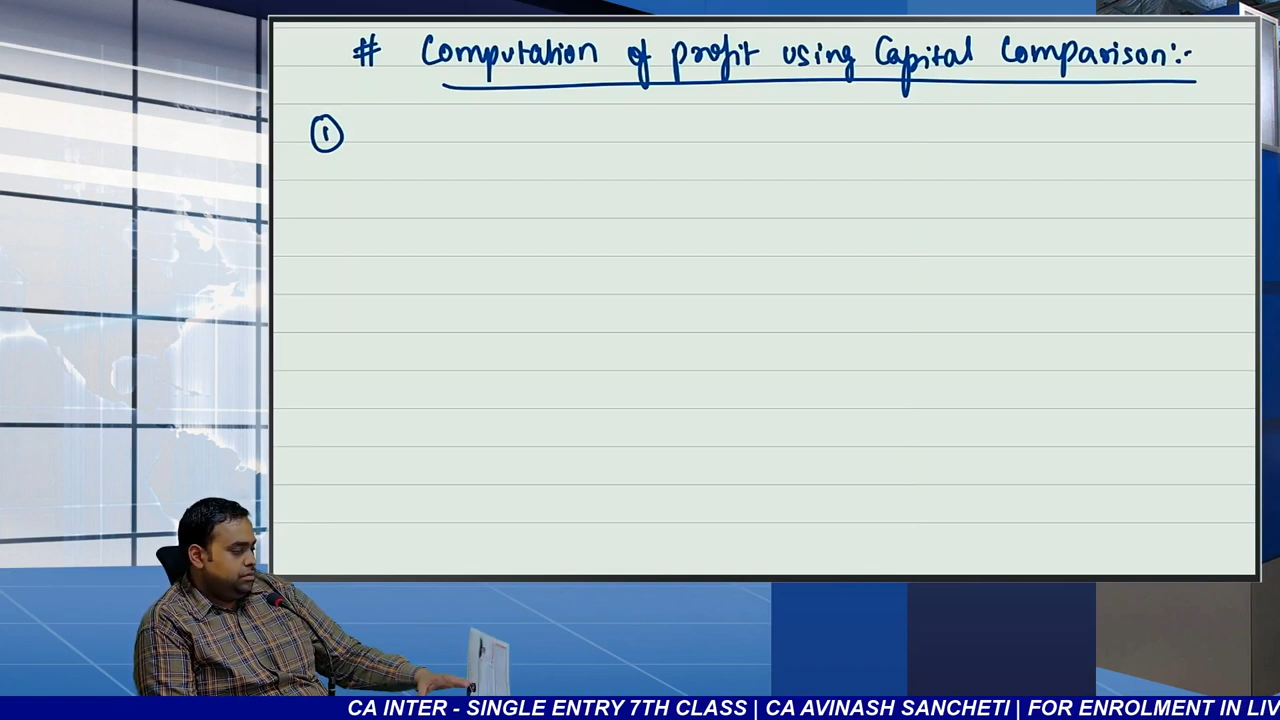 # Computation of profit using Capital Comparison:-
①
CA INTER - SINGLE ENTRY 7TH CLASS | CA AVINASH SANCHETI | FOR ENROLMENT IN LIV